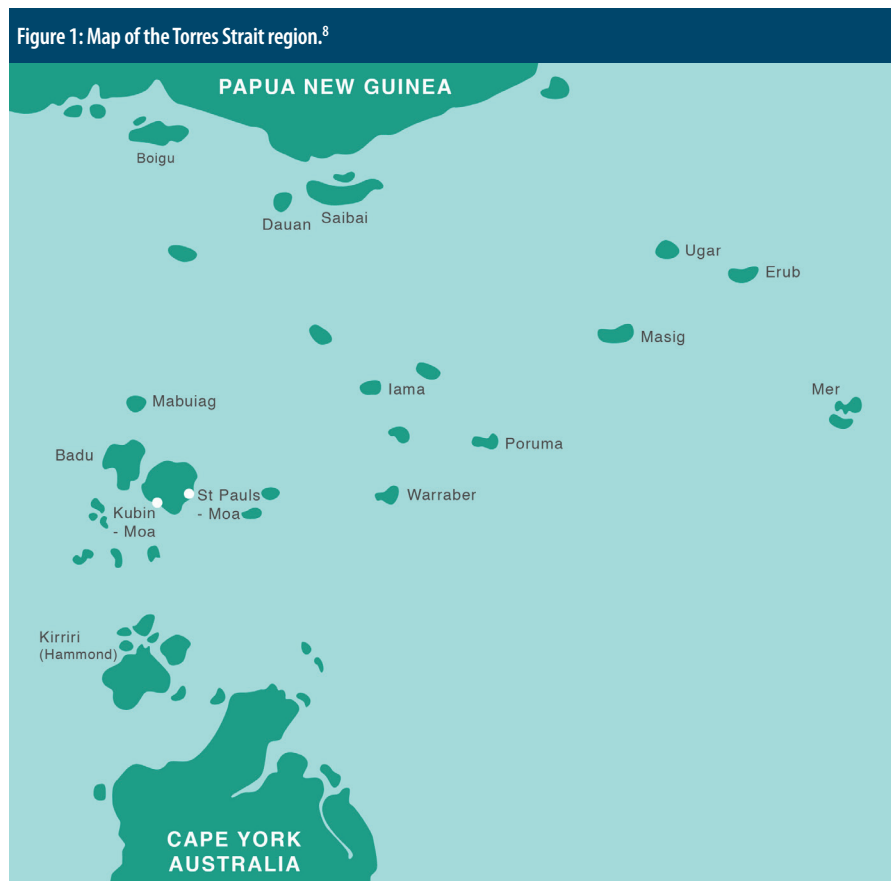 Figure 1: Map of the Torres Strait region.8
PAPUA NEW GUINEA
Boigu
Dauan
Saibai
Ugar
Erub
Masig
Mabuiag
Iama
Mer
Badu
Poruma
St Pauls
- Moa
Warraber
Kubin
- Moa
Kirriri
(Hammond)
CAPE YORK
AUSTRALIA